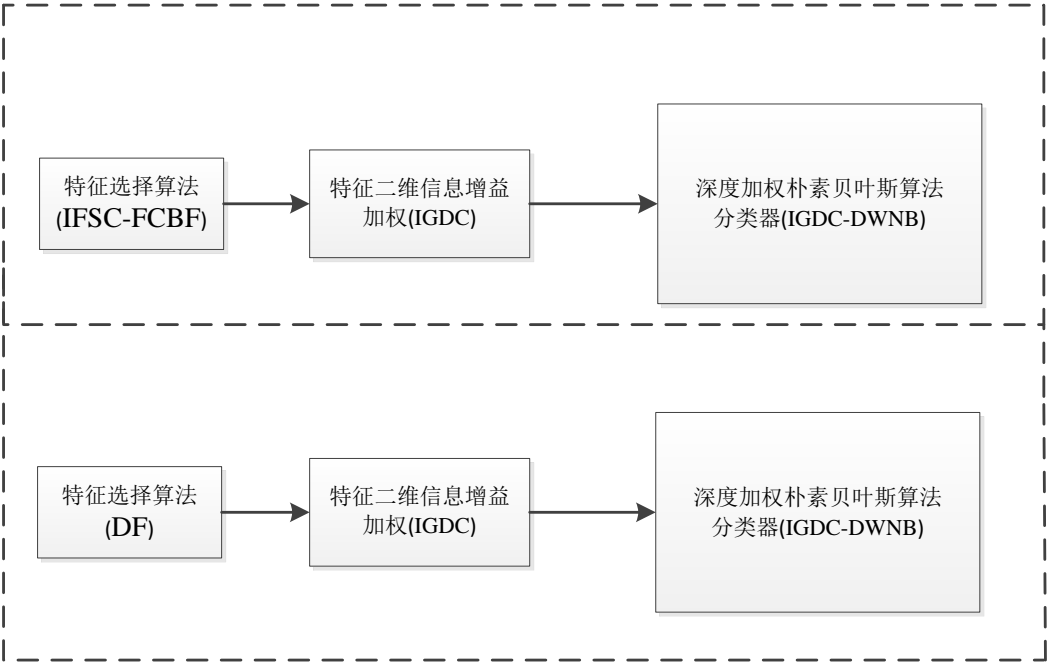 特征选择算法
(IFSC-FCBF)
特征二维信息增益
加权(IGDC)
深度加权朴素贝叶斯算法
分类器(IGDC-DWNB)
特征选择算法
(DF)
特征二维信息增益
加权(IGDC)
深度加权朴素贝叶斯算法
分类器(IGDC-DWNB)